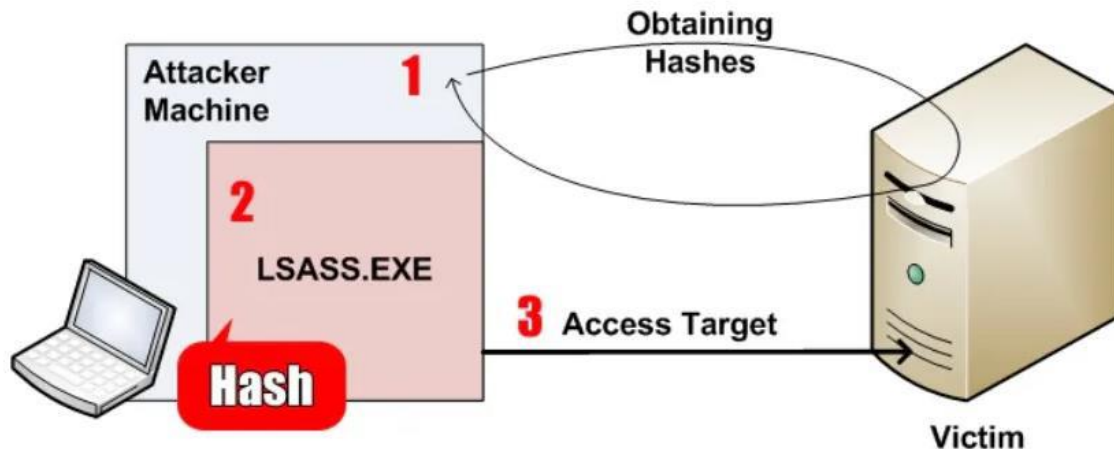 Attacker
Machine
1
Obtaining
Hashes
2
LSASS.EXE
Hash
3 Access Target
Victim